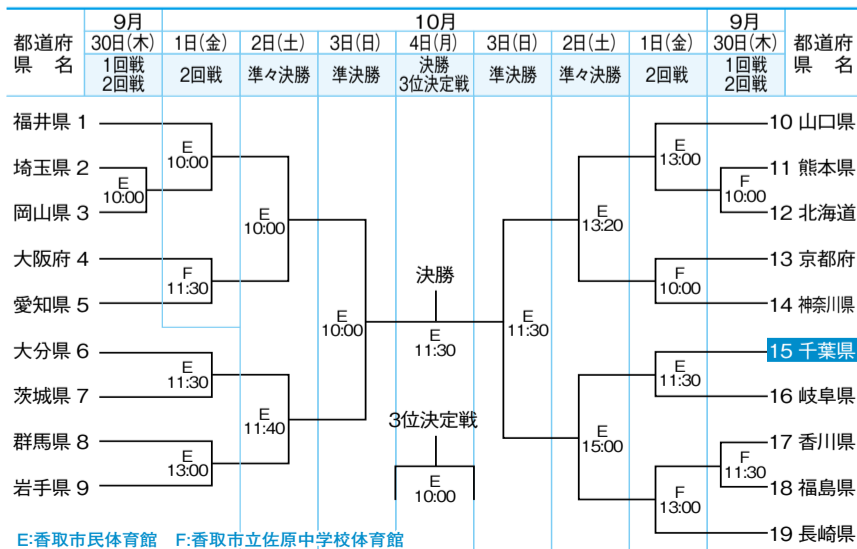 都道府県名
9月
10月
9月
都道府県名
30日(木)
1日(金)
2日(土)
3日(日)
4日(月)
3日(日)
2日(土)
1日(金)
30日(木)
1回戦
2回戦
2回戦
準々決勝
準決勝
決勝
3位決定戦
準決勝
準々決勝
2回戦
1回戦
2回戦
福井県 1
埼玉県 2
岡山県 3
大阪府 4
愛知県 5
大分県 6
茨城県 7
群馬県 8
岩手県 9
E
10:00
E
10:00
F
11:30
E
11:30
E
13:00
E
10:00
E
11:40
E
10:00
決勝
E
11:30
3位決定戦
E
10:00
E
11:30
E
13:20
E
15:00
E
13:00
F
10:00
E
11:30
F
13:00
F
10:00
F
11:30
10 山口県
11 熊本県
12 北海道
13 京都府
14 神奈川県
15 千葉県
16 岐阜県
17 香川県
18 福島県
19 長崎県
E:香取市民体育館 F:香取市立佐原中学校体育館